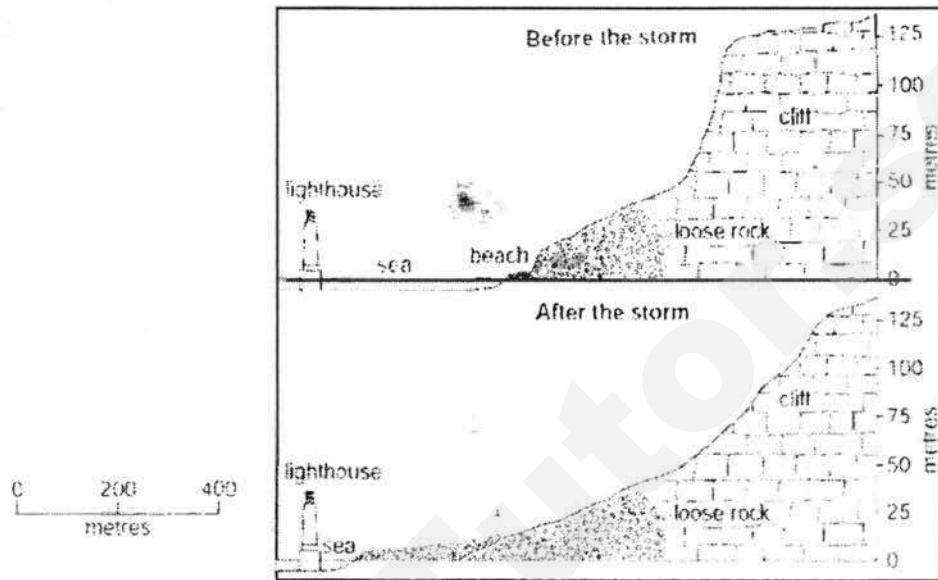 Before the storm
125
100
cliff
75
metres
50
lighthouse
25
loose rock
beach
sea
0
After the storm
125
100
cliff
75
metres
50
lighthouse
0 200 400
metres
loose rock
25
sea
0
Tutor.s